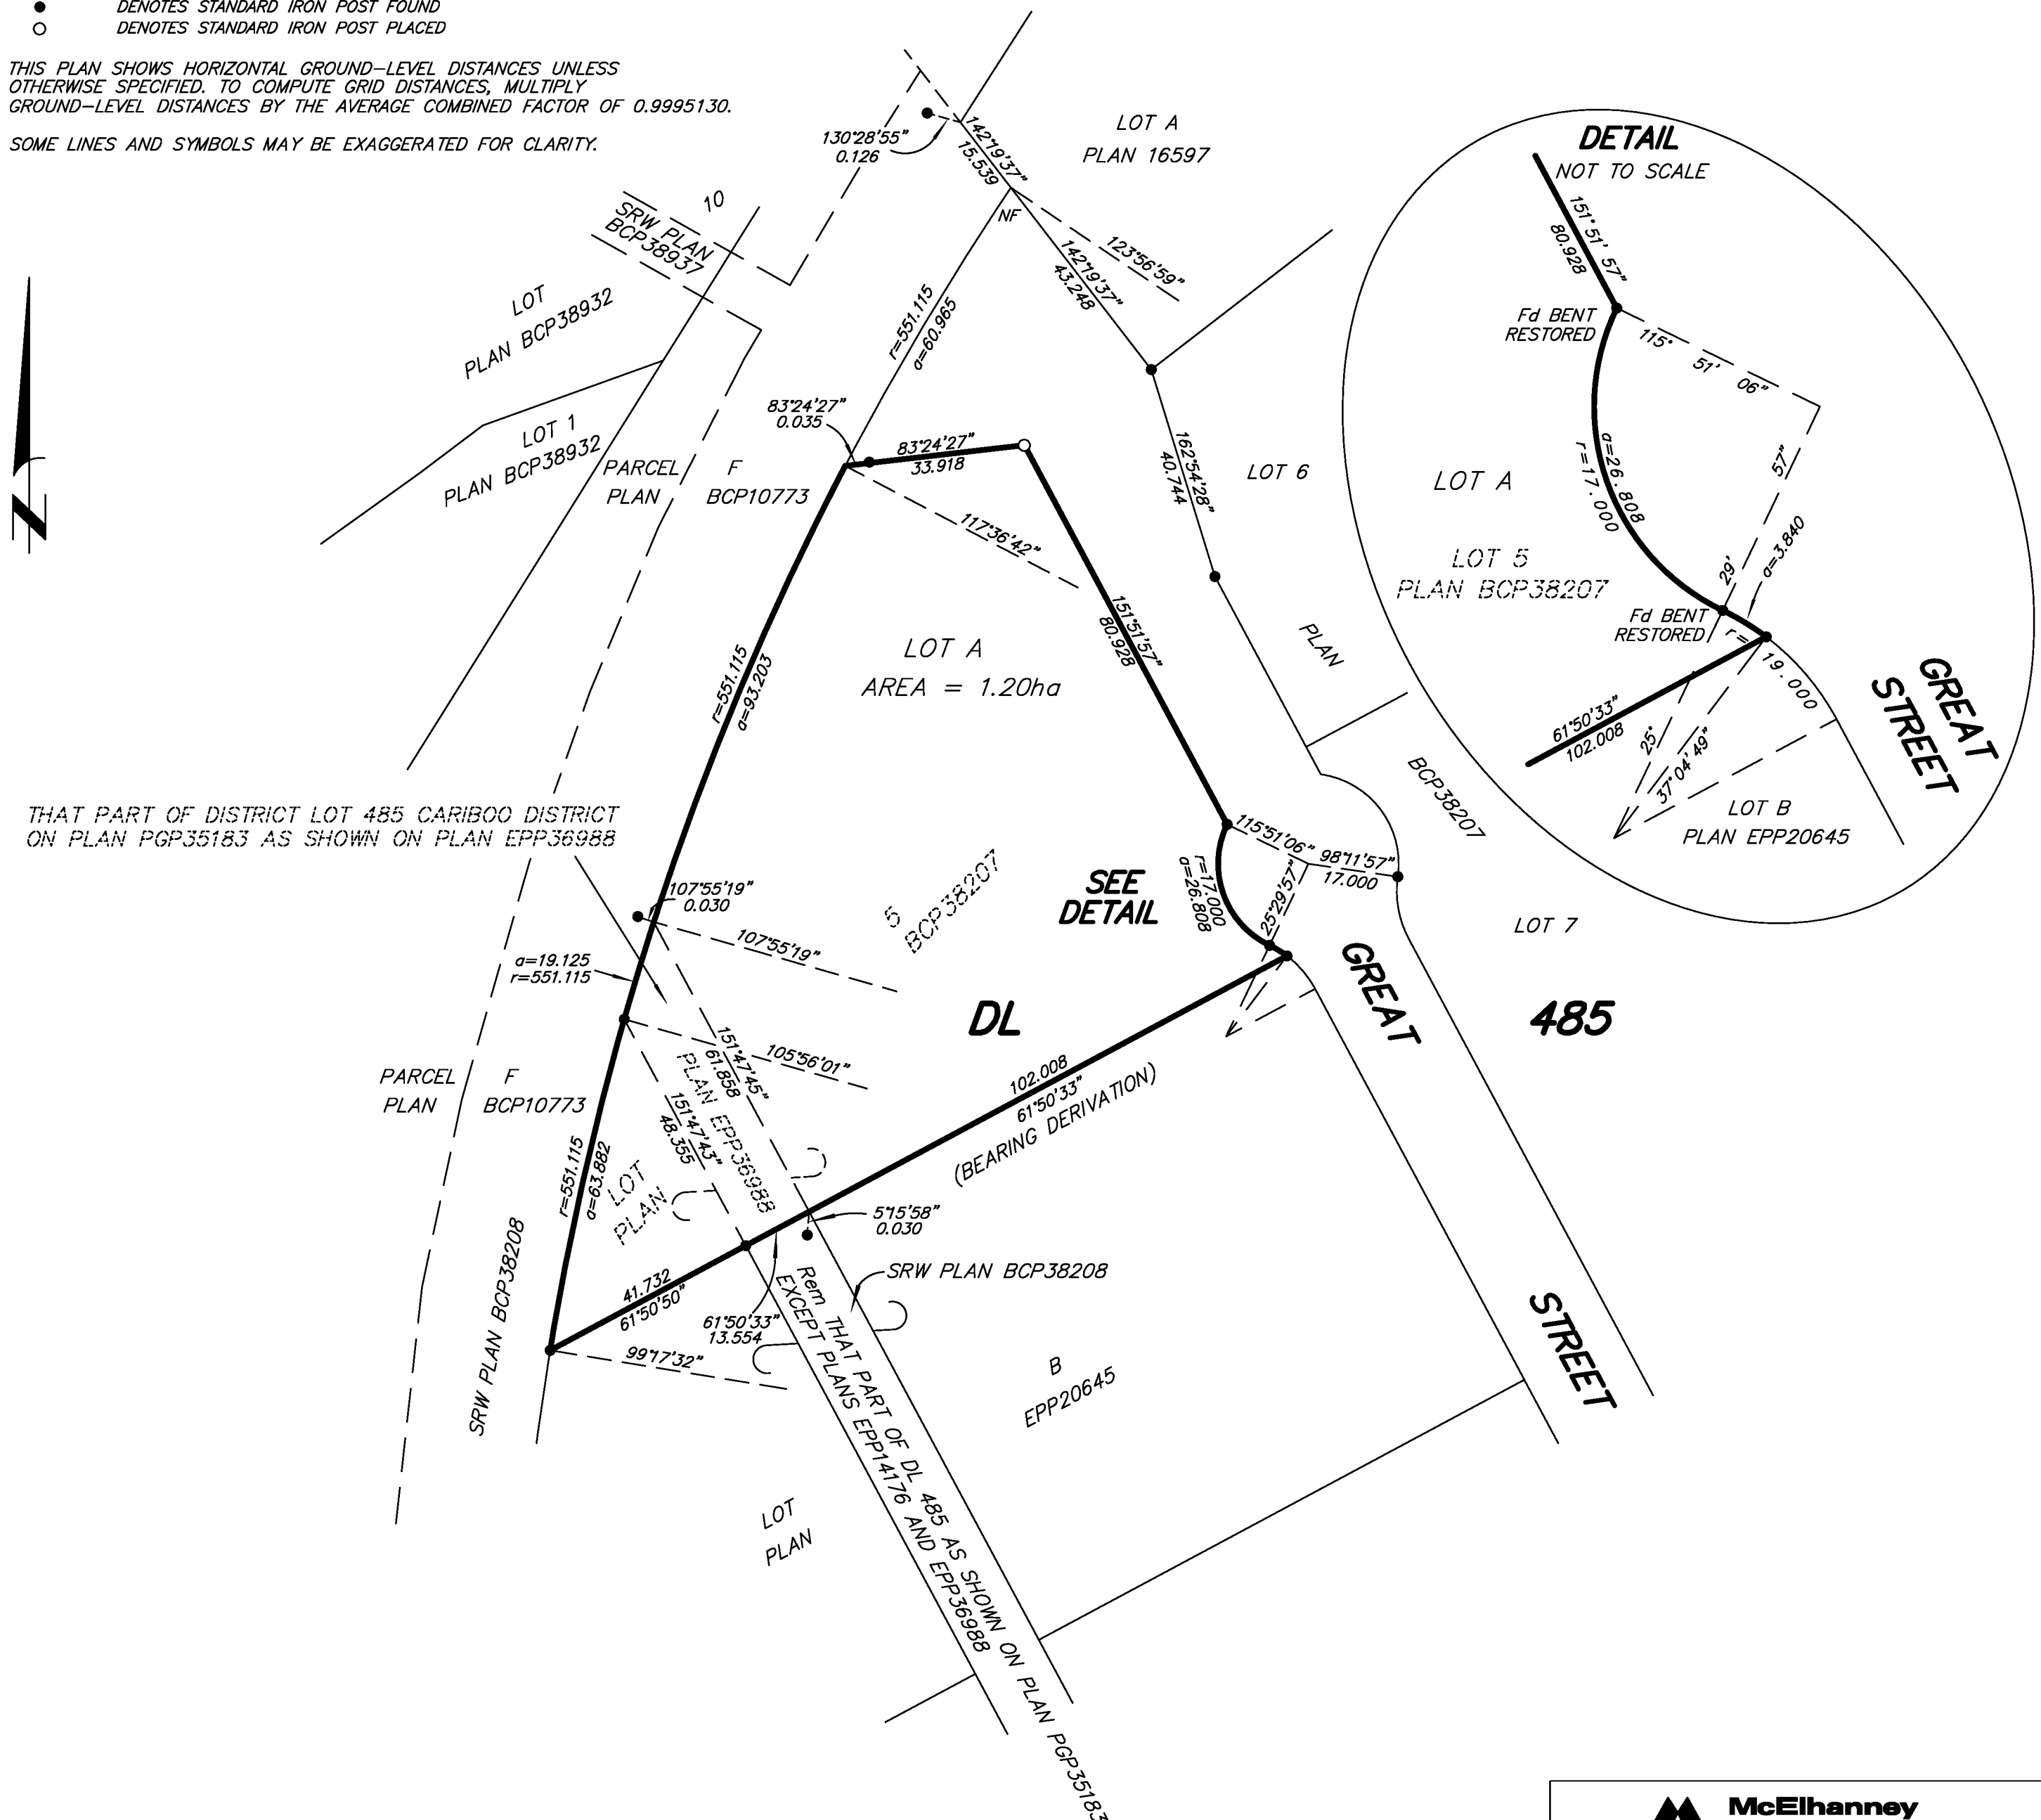 DENOTES STANDARD IRON POST FOUND
DENOTES STANDARD IRON POST PLACED
THIS PLAN SHOWS HORIZONTAL GROUND-LEVEL DISTANCES UNLESS
OTHERWISE SPECIFIED. TO COMPUTE GRID DISTANCES, MULTIPLY
GROUND-LEVEL DISTANCES BY THE AVERAGE COMBINED FACTOR OF 0.9995130.
SOME LINES AND SYMBOLS MAY BE EXAGGERATED FOR CLARITY.
130°28'55"
0.126
142°19'37"
15.539
LOT A
PLAN 16597
NF
10
SRW PLAN
BCP38937
LOT
PLAN BCP38932
123°56'59"
142°19'37"
43.248
r=551.115
a=60.965
LOT 1
PLAN BCP38932
PARCEL F
PLAN BCP10773
83°24'27"
0.035
83°24'27"
33.918
117°36'42"
162°54'28"
40.744
LOT 6
PLAN
BCP38207
151°51'57"
80.928
LOT A
AREA = 1.20ha
r=551.115
a=93.203
THAT PART OF DISTRICT LOT 485 CARIBOO DISTRICT
ON PLAN PGP35183 AS SHOWN ON PLAN EPP36988
107°55'19"
0.030
107°55'19"
5
BCP38207
SEE
DETAIL
115°51'06"
98°11'57"
17.000
r=17.000
a=26.808
25°29'57"
LOT 7
a=19.125
r=551.115
DL
485
GREAT
STREET
105°56'01"
151°47'45"
61.858
PLAN EPP36988
151°47'43"
48.355
PARCEL F
PLAN BCP10773
102.008
61°50'33"
(BEARING DERIVATION)
r=551.115
a=63.882
LOT
PLAN
5°15'58"
0.030
SRW PLAN BCP38208
41.732
61°50'50"
61°50'33"
13.554
99°17'32"
SRW PLAN BCP38208
Rem THAT PART OF DL 485 AS SHOWN ON PLAN PGP35183
EXCEPT PLANS EPP14176 AND EPP36988
B
EPP20645
LOT
PLAN
DETAIL
NOT TO SCALE
151° 51' 57"
80.928
Fd BENT
RESTORED
115° 51' 06"
57"
29'
25°
a=26.808
r=17.000
a=3.840
LOT A
LOT 5
PLAN BCP38207
Fd BENT
RESTORED
r= 19.000
61°50'33"
102.008
37°04'49"
GREAT
STREET
LOT B
PLAN EPP20645
McElhanney